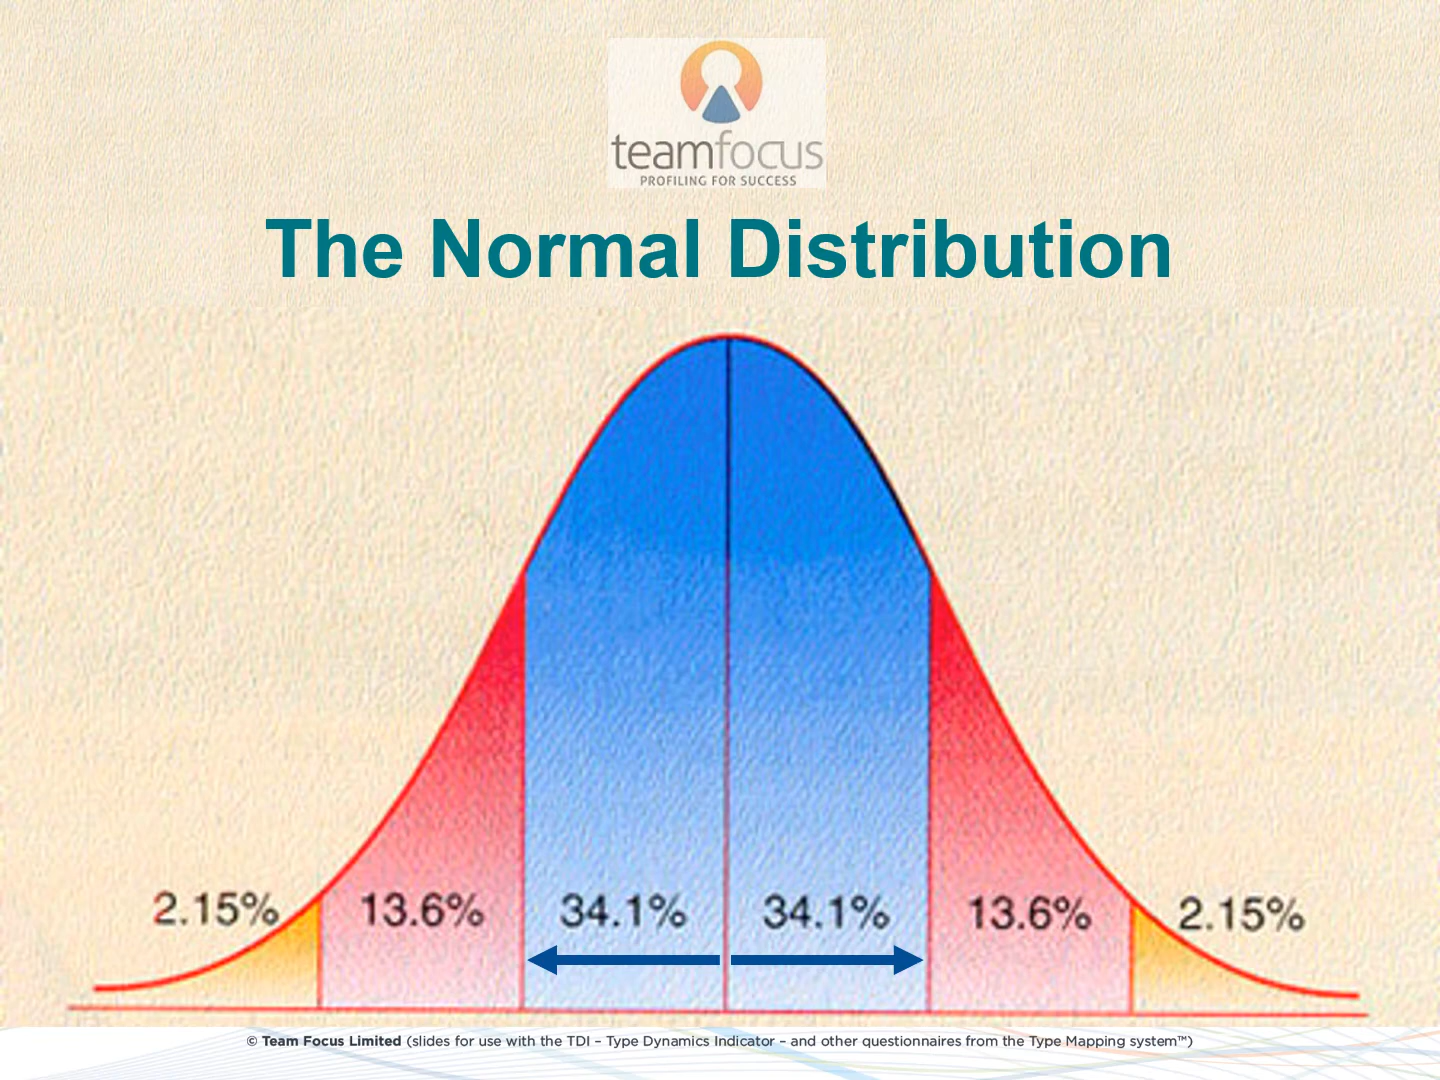 teamfocus
PROFILING FOR SUCCESS
The Normal Distribution
2.15% 13.6% 34.1% 34.1% 13.6% 2.15%
© Team Focus Limited (slides for use with the TDI – Type Dynamics Indicator – and other questionnaires from the Type Mapping system™)